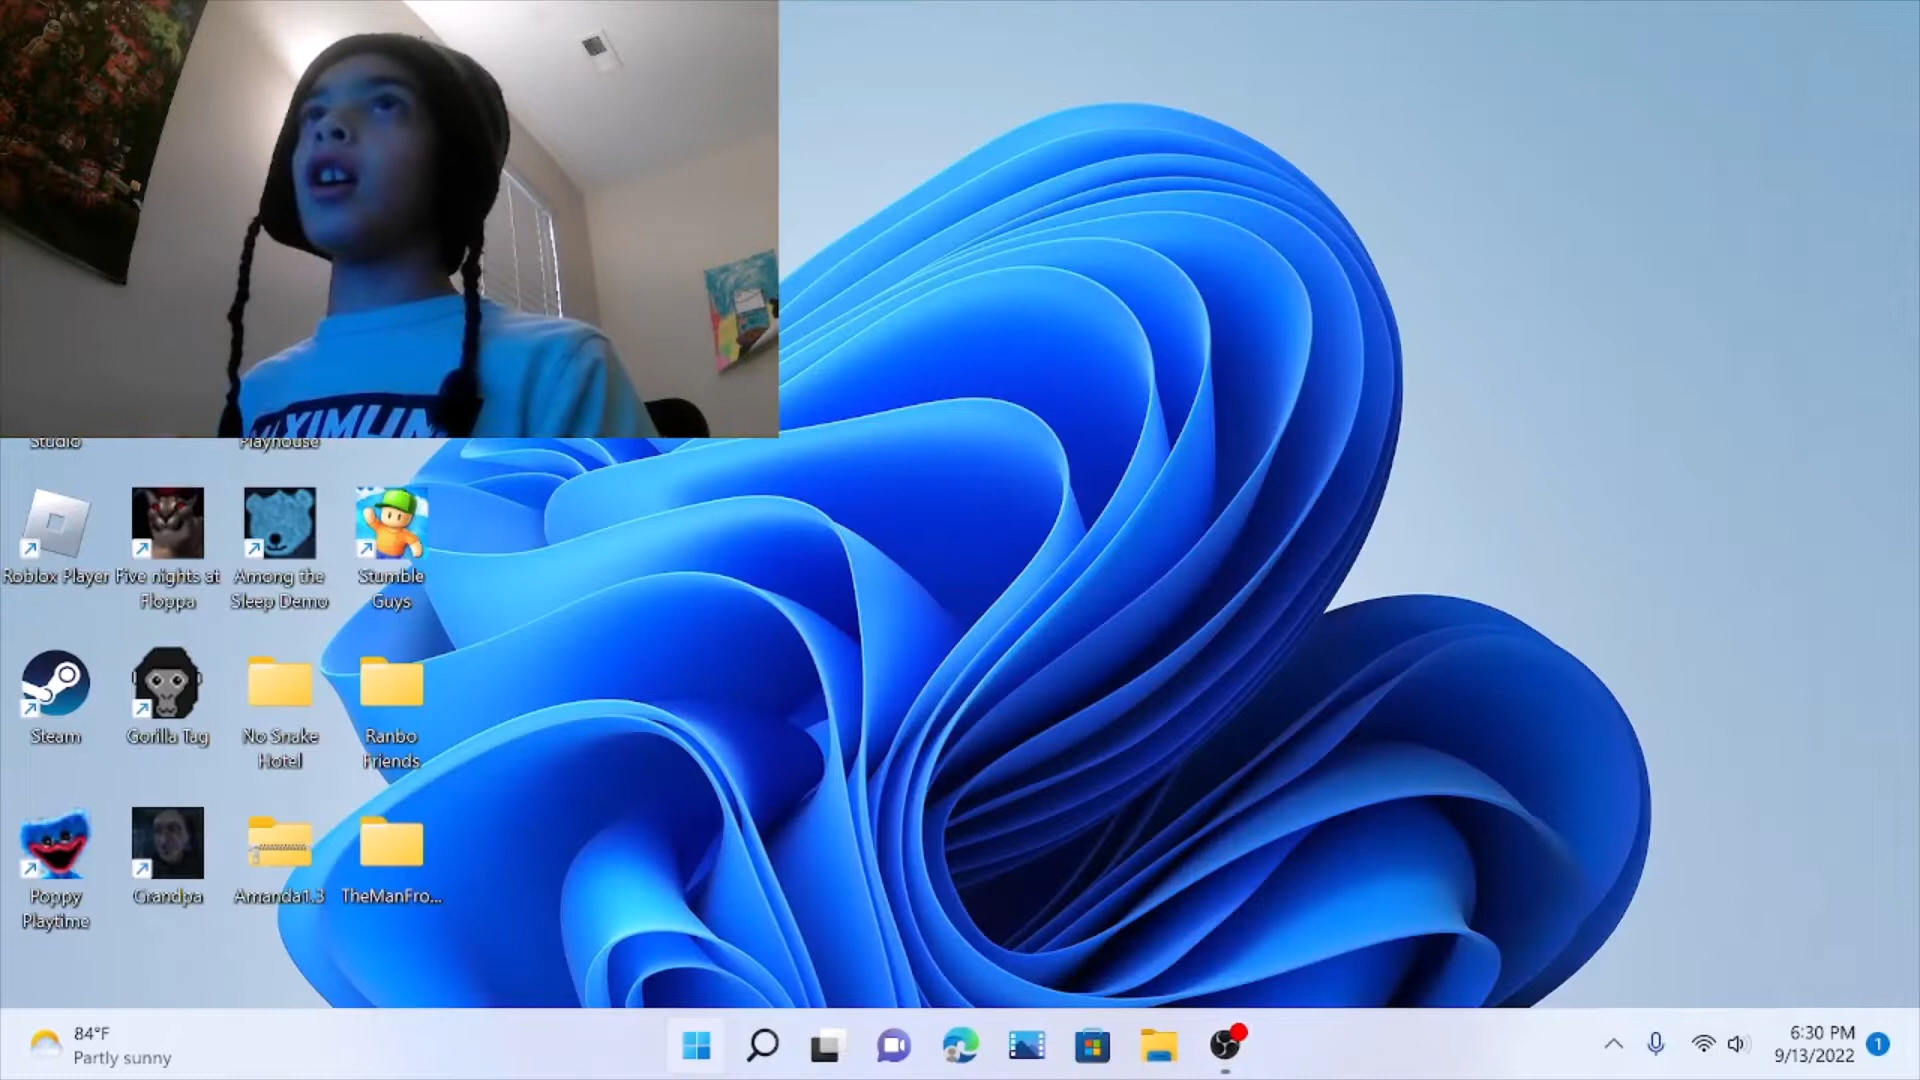 Studio
Playhouse
Roblox Player
Five nights at
Floppa
Among the
Sleep Demo
Stumble
Guys
Steam
Gorilla Tag
No Snake
Hotel
Ranbo
Friends
Poppy
Playtime
Grandpa
Amanda1.3
TheManFro...
84°F
Partly sunny
6:30 PM
9/13/2022
1